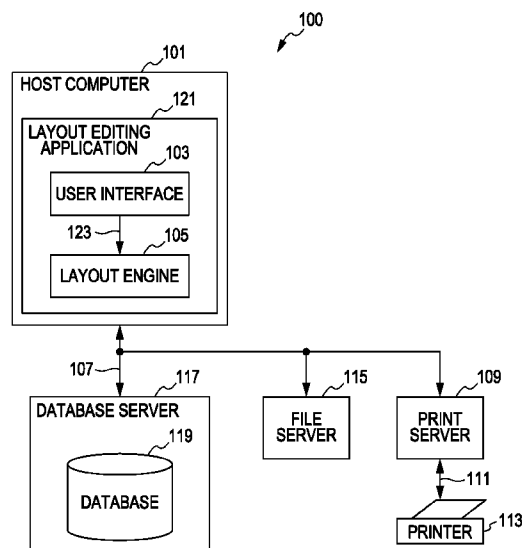 100
101
HOST COMPUTER
121
LAYOUT EDITING
APPLICATION
103
USER INTERFACE
123
105
LAYOUT ENGINE
107
117
115
109
DATABASE SERVER
FILE
SERVER
PRINT
SERVER
119
DATABASE
111
PRINTER
113